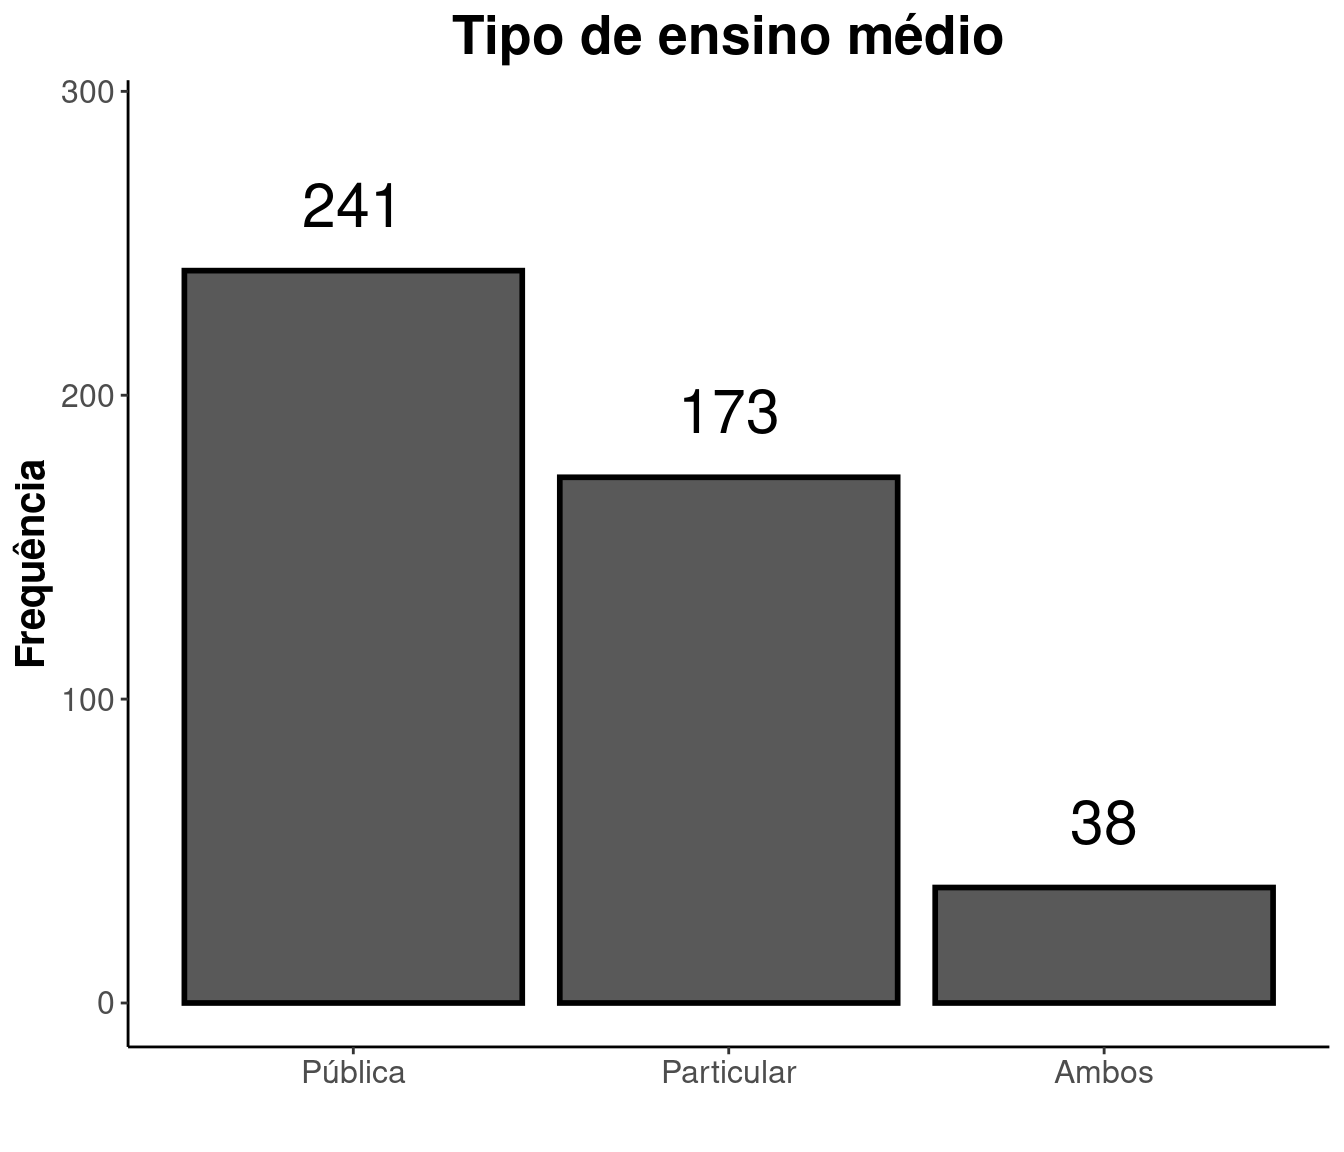 Tipo de ensino médio
Frequência
300
200
100
0
241
173
38
Pública
Particular
Ambos